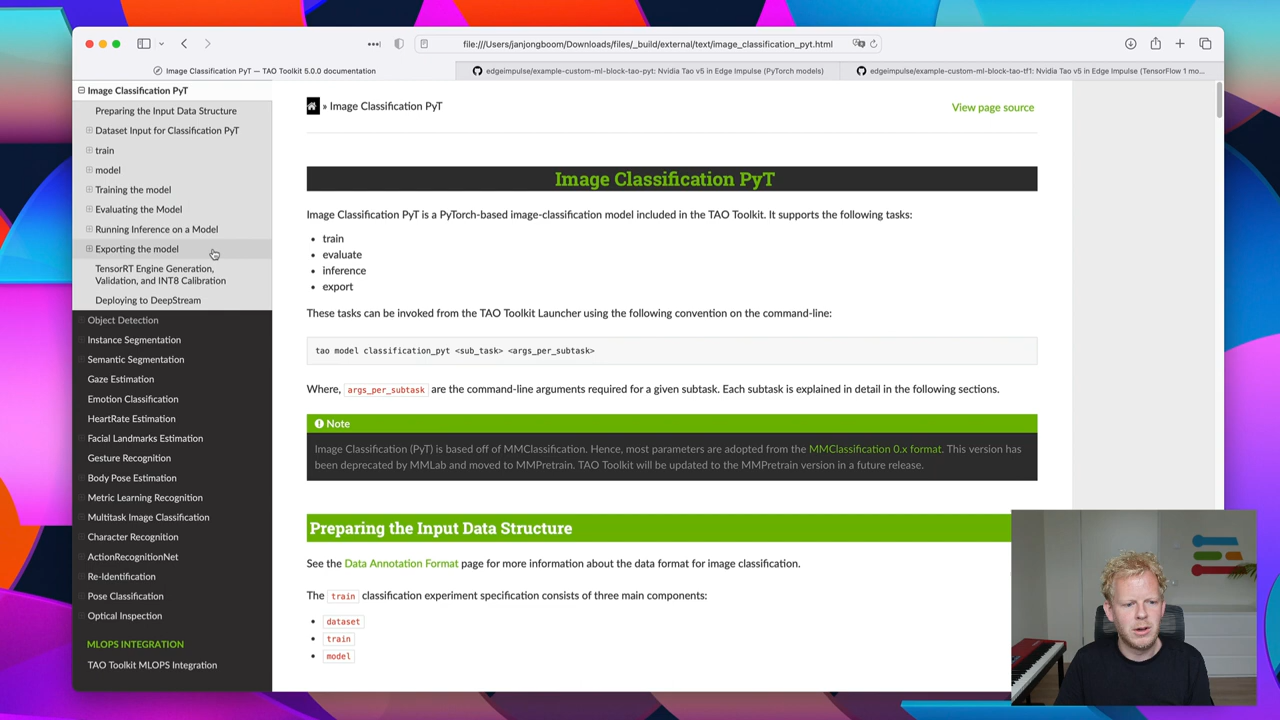 file:///Users/janjongboom/Downloads/files/_build/external/text/image_classification_pyt.html
Image Classification PyT — TAO Toolkit 5.0.0 documentation
edgeimpulse/example-custom-ml-block-tao-pyt: Nvidia Tao v5 in Edge Impulse (PyTorch models)
edgeimpulse/example-custom-ml-block-tao-tf1: Nvidia Tao v5 in Edge Impulse (TensorFlow 1 mo...
Image Classification PyT
Preparing the Input Data Structure
Dataset Input for Classification PyT
train
model
Training the model
Evaluating the Model
Running Inference on a Model
Exporting the model
TensorRT Engine Generation,
Validation, and INT8 Calibration
Deploying to DeepStream
Object Detection
Instance Segmentation
Semantic Segmentation
Gaze Estimation
Emotion Classification
HeartRate Estimation
Facial Landmarks Estimation
Gesture Recognition
Body Pose Estimation
Metric Learning Recognition
Multitask Image Classification
Character Recognition
ActionRecognitionNet
Re-Identification
Pose Classification
Optical Inspection
MLOPS INTEGRATION
TAO Toolkit MLOPS Integration
» Image Classification PyT
View page source
Image Classification PyT
Image Classification PyT is a PyTorch-based image-classification model included in the TAO Toolkit. It supports the following tasks:
• train
• evaluate
• inference
• export
These tasks can be invoked from the TAO Toolkit Launcher using the following convention on the command-line:
tao model classification_pyt <sub_task> <args_per_subtask>
Where, args_per_subtask are the command-line arguments required for a given subtask. Each subtask is explained in detail in the following sections.
Note
Image Classification (PyT) is based off of MMClassification. Hence, most parameters are adopted from the MMClassification 0.x format. This version has
been deprecated by MMLab and moved to MMPretrain. TAO Toolkit will be updated to the MMPretrain version in a future release.
Preparing the Input Data Structure
See the Data Annotation Format page for more information about the data format for image classification.
The train classification experiment specification consists of three main components:
• dataset
• train
• model